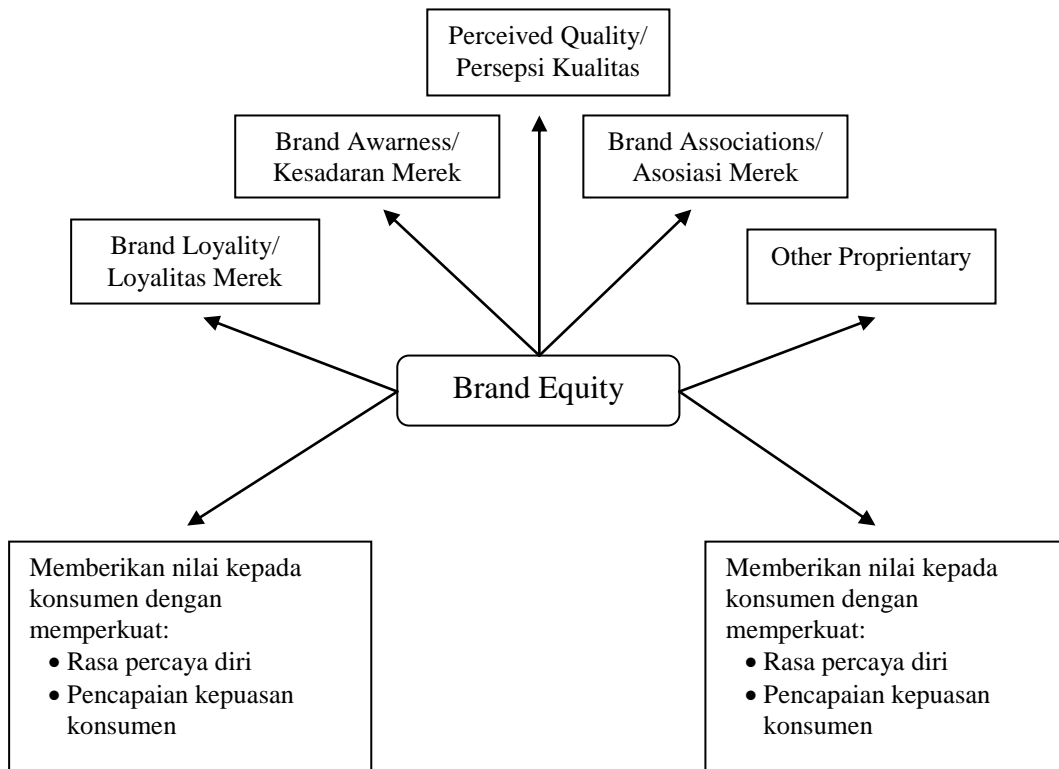 Perceived Quality/
Persepsi Kualitas
Brand Awarness/
Kesadaran Merek
Brand Associations/
Asosiasi Merek
Brand Loyality/
Loyalitas Merek
Other Proprientary
Brand Equity
Memberikan nilai kepada
konsumen dengan
memperkuat:
• Rasa percaya diri
• Pencapaian kepuasan
konsumen
Memberikan nilai kepada
konsumen dengan
memperkuat:
• Rasa percaya diri
• Pencapaian kepuasan
konsumen